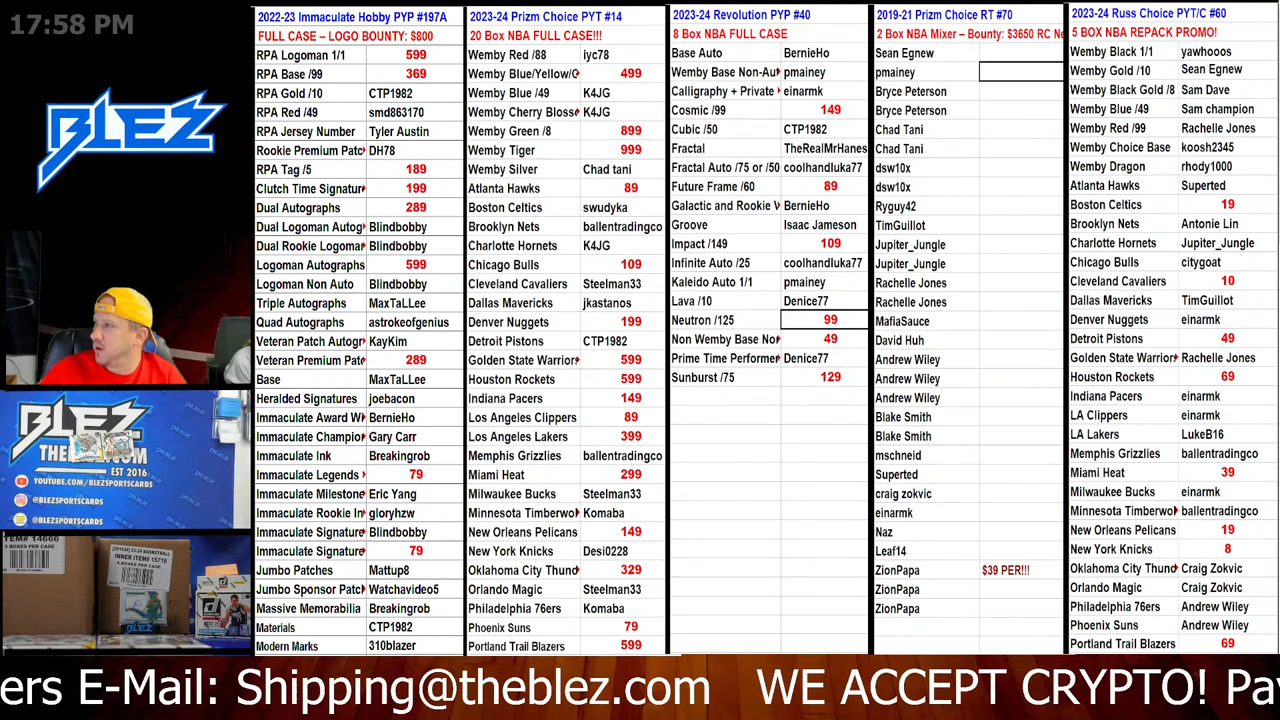 17:58 PM
BLEZ
BLEZ
THEBLEZ.COM
EST 2016
YOUTUBE.COM/BLEZSPORTSCARDS
@BLEZSPORTSCARDS
@BLEZSPORTSCARDS
ITEM# 14666
BOXES PER CASE
23-24 BASKETBALL
INNER ITEM# 15718
BOXES PER CASE
BLEZ
2022-23 Immaculate Hobby PYP #197A
FULL CASE – LOGO BOUNTY: $800
RPA Logoman 1/1 599
RPA Base /99 369
RPA Gold /10 CTP1982
RPA Red /49 smd863170
RPA Jersey Number Tyler Austin
Rookie Premium Patc DH78
RPA Tag /5 189
Clutch Time Signatur 199
Dual Autographs 289
Dual Logoman Autog Blindbobby
Dual Rookie Logomar Blindbobby
Logoman Autographs 599
Logoman Non Auto Blindbobby
Triple Autographs MaxTaLLee
Quad Autographs astrokeofgenius
Veteran Patch Autogr KayKim
Veteran Premium Pat 289
Base MaxTaLLee
Heralded Signatures joebacon
Immaculate Award W BernieHo
Immaculate Champio Gary Carr
Immaculate Ink Breakingrob
Immaculate Legends 79
Immaculate Milestone Eric Yang
Immaculate Rookie In gloryhzw
Immaculate Signature Blindbobby
Immaculate Signature 79
Jumbo Patches Mattup8
Jumbo Sponsor Patc Watchavideo5
Massive Memorabilia Breakingrob
Materials CTP1982
Modern Marks 310blazer
2023-24 Prizm Choice PYT #14
20 Box NBA FULL CASE!!!
Wemby Red /88 iyc78
Wemby Blue/Yellow/G 499
Wemby Blue /49 K4JG
Wemby Cherry Blosso K4JG
Wemby Green /8 899
Wemby Tiger 999
Wemby Silver Chad tani
Atlanta Hawks 89
Boston Celtics swudyka
Brooklyn Nets ballentradingco
Charlotte Hornets K4JG
Chicago Bulls 109
Cleveland Cavaliers Steelman33
Dallas Mavericks jkastanos
Denver Nuggets 199
Detroit Pistons CTP1982
Golden State Warrior 599
Houston Rockets 599
Indiana Pacers 149
Los Angeles Clippers 89
Los Angeles Lakers 399
Memphis Grizzlies ballentradingco
Miami Heat 299
Milwaukee Bucks Steelman33
Minnesota Timberwo Komaba
New Orleans Pelicans 149
New York Knicks Desi0228
Oklahoma City Thund 329
Orlando Magic Steelman33
Philadelphia 76ers Komaba
Phoenix Suns 79
Portland Trail Blazers 599
2023-24 Revolution PYP #40
8 Box NBA FULL CASE
Base Auto BernieHo
Wemby Base Non-Au pmainey
Calligraphy + Private einarmk
Cosmic /99 149
Cubic /50 CTP1982
Fractal TheRealMrHanes
Fractal Auto /75 or /50 coolhandluka77
Future Frame /60 89
Galactic and Rookie V BernieHo
Groove Isaac Jameson
Impact /149 109
Infinite Auto /25 coolhandluka77
Kaleido Auto 1/1 pmainey
Lava /10 Denice77
Neutron /125 99
Non Wemby Base No 49
Prime Time Performer Denice77
Sunburst /75 129
2019-21 Prizm Choice RT #70
2 Box NBA Mixer – Bounty: $3650 RC Ne
Sean Egnew
pmainey
Bryce Peterson
Bryce Peterson
Chad Tani
Chad Tani
dsw10x
dsw10x
Ryguy42
TimGuillot
Jupiter_Jungle
Jupiter_Jungle
Rachelle Jones
Rachelle Jones
MafiaSauce
David Huh
Andrew Wiley
Andrew Wiley
Andrew Wiley
Blake Smith
Blake Smith
mschneid
Superted
craig zokvic
einarmk
Naz
Leaf14
ZionPapa $39 PER!!!
ZionPapa
ZionPapa
2023-24 Russ Choice PYT/C #60
5 BOX NBA REPACK PROMO!
Wemby Black 1/1 yawhooos
Wemby Gold /10 Sean Egnew
Wemby Black Gold /8 Sam Dave
Wemby Blue /49 Sam champion
Wemby Red /99 Rachelle Jones
Wemby Choice Base koosh2345
Wemby Dragon rhody1000
Atlanta Hawks Superted
Boston Celtics 19
Brooklyn Nets Antonie Lin
Charlotte Hornets Jupiter_Jungle
Chicago Bulls citygoat
Cleveland Cavaliers 10
Dallas Mavericks TimGuillot
Denver Nuggets einarmk
Detroit Pistons 49
Golden State Warrior Rachelle Jones
Houston Rockets 69
Indiana Pacers einarmk
LA Clippers einarmk
LA Lakers LukeB16
Memphis Grizzlies ballentradingco
Miami Heat 39
Milwaukee Bucks einarmk
Minnesota Timberwo ballentradingco
New Orleans Pelicans 19
New York Knicks 8
Oklahoma City Thund Craig Zokvic
Orlando Magic Craig Zokvic
Philadelphia 76ers Andrew Wiley
Phoenix Suns Andrew Wiley
Portland Trail Blazers 69
ers E-Mail: Shipping@theblez.com WE ACCEPT CRYPTO! Pa